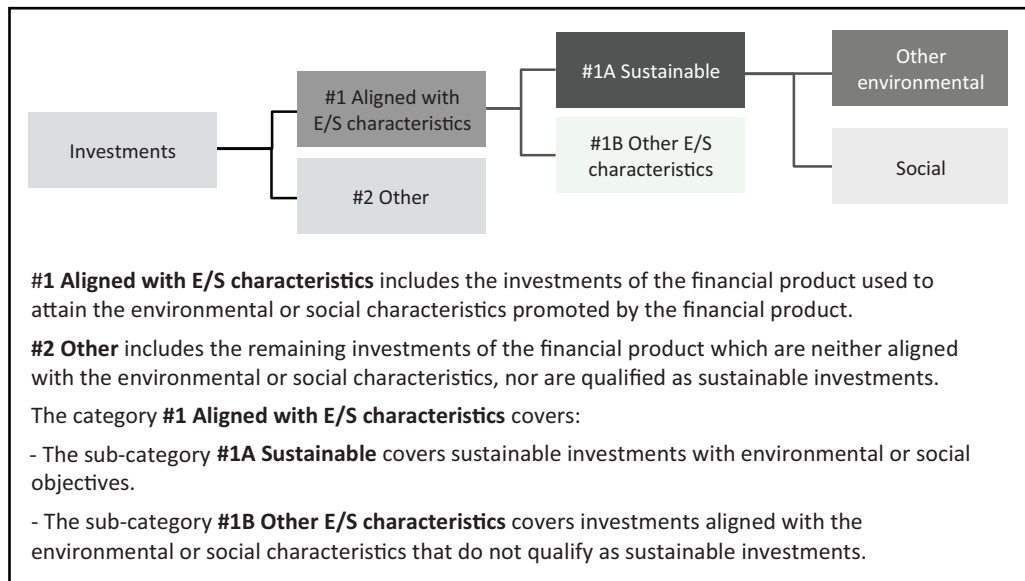 Investments
#1 Aligned with
E/S characteristics
#2 Other
#1A Sustainable
#1B Other E/S
characteristics
Other
environmental
Social
#1 Aligned with E/S characteristics includes the investments of the financial product used to
attain the environmental or social characteristics promoted by the financial product.
#2 Other includes the remaining investments of the financial product which are neither aligned
with the environmental or social characteristics, nor are qualified as sustainable investments.
The category #1 Aligned with E/S characteristics covers:
- The sub-category #1A Sustainable covers sustainable investments with environmental or social
objectives.
- The sub-category #1B Other E/S characteristics covers investments aligned with the
environmental or social characteristics that do not qualify as sustainable investments.